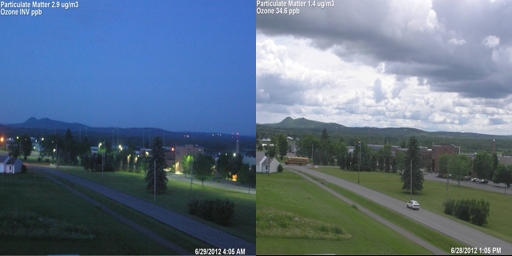 Particulate Matter 2.9 ug/m3
Ozone INV ppb
6/29/2012 4:05 AM
Particulate Matter 1.4 ug/m3
Ozone 34.6 ppb
6/28/2012 1:05 PM